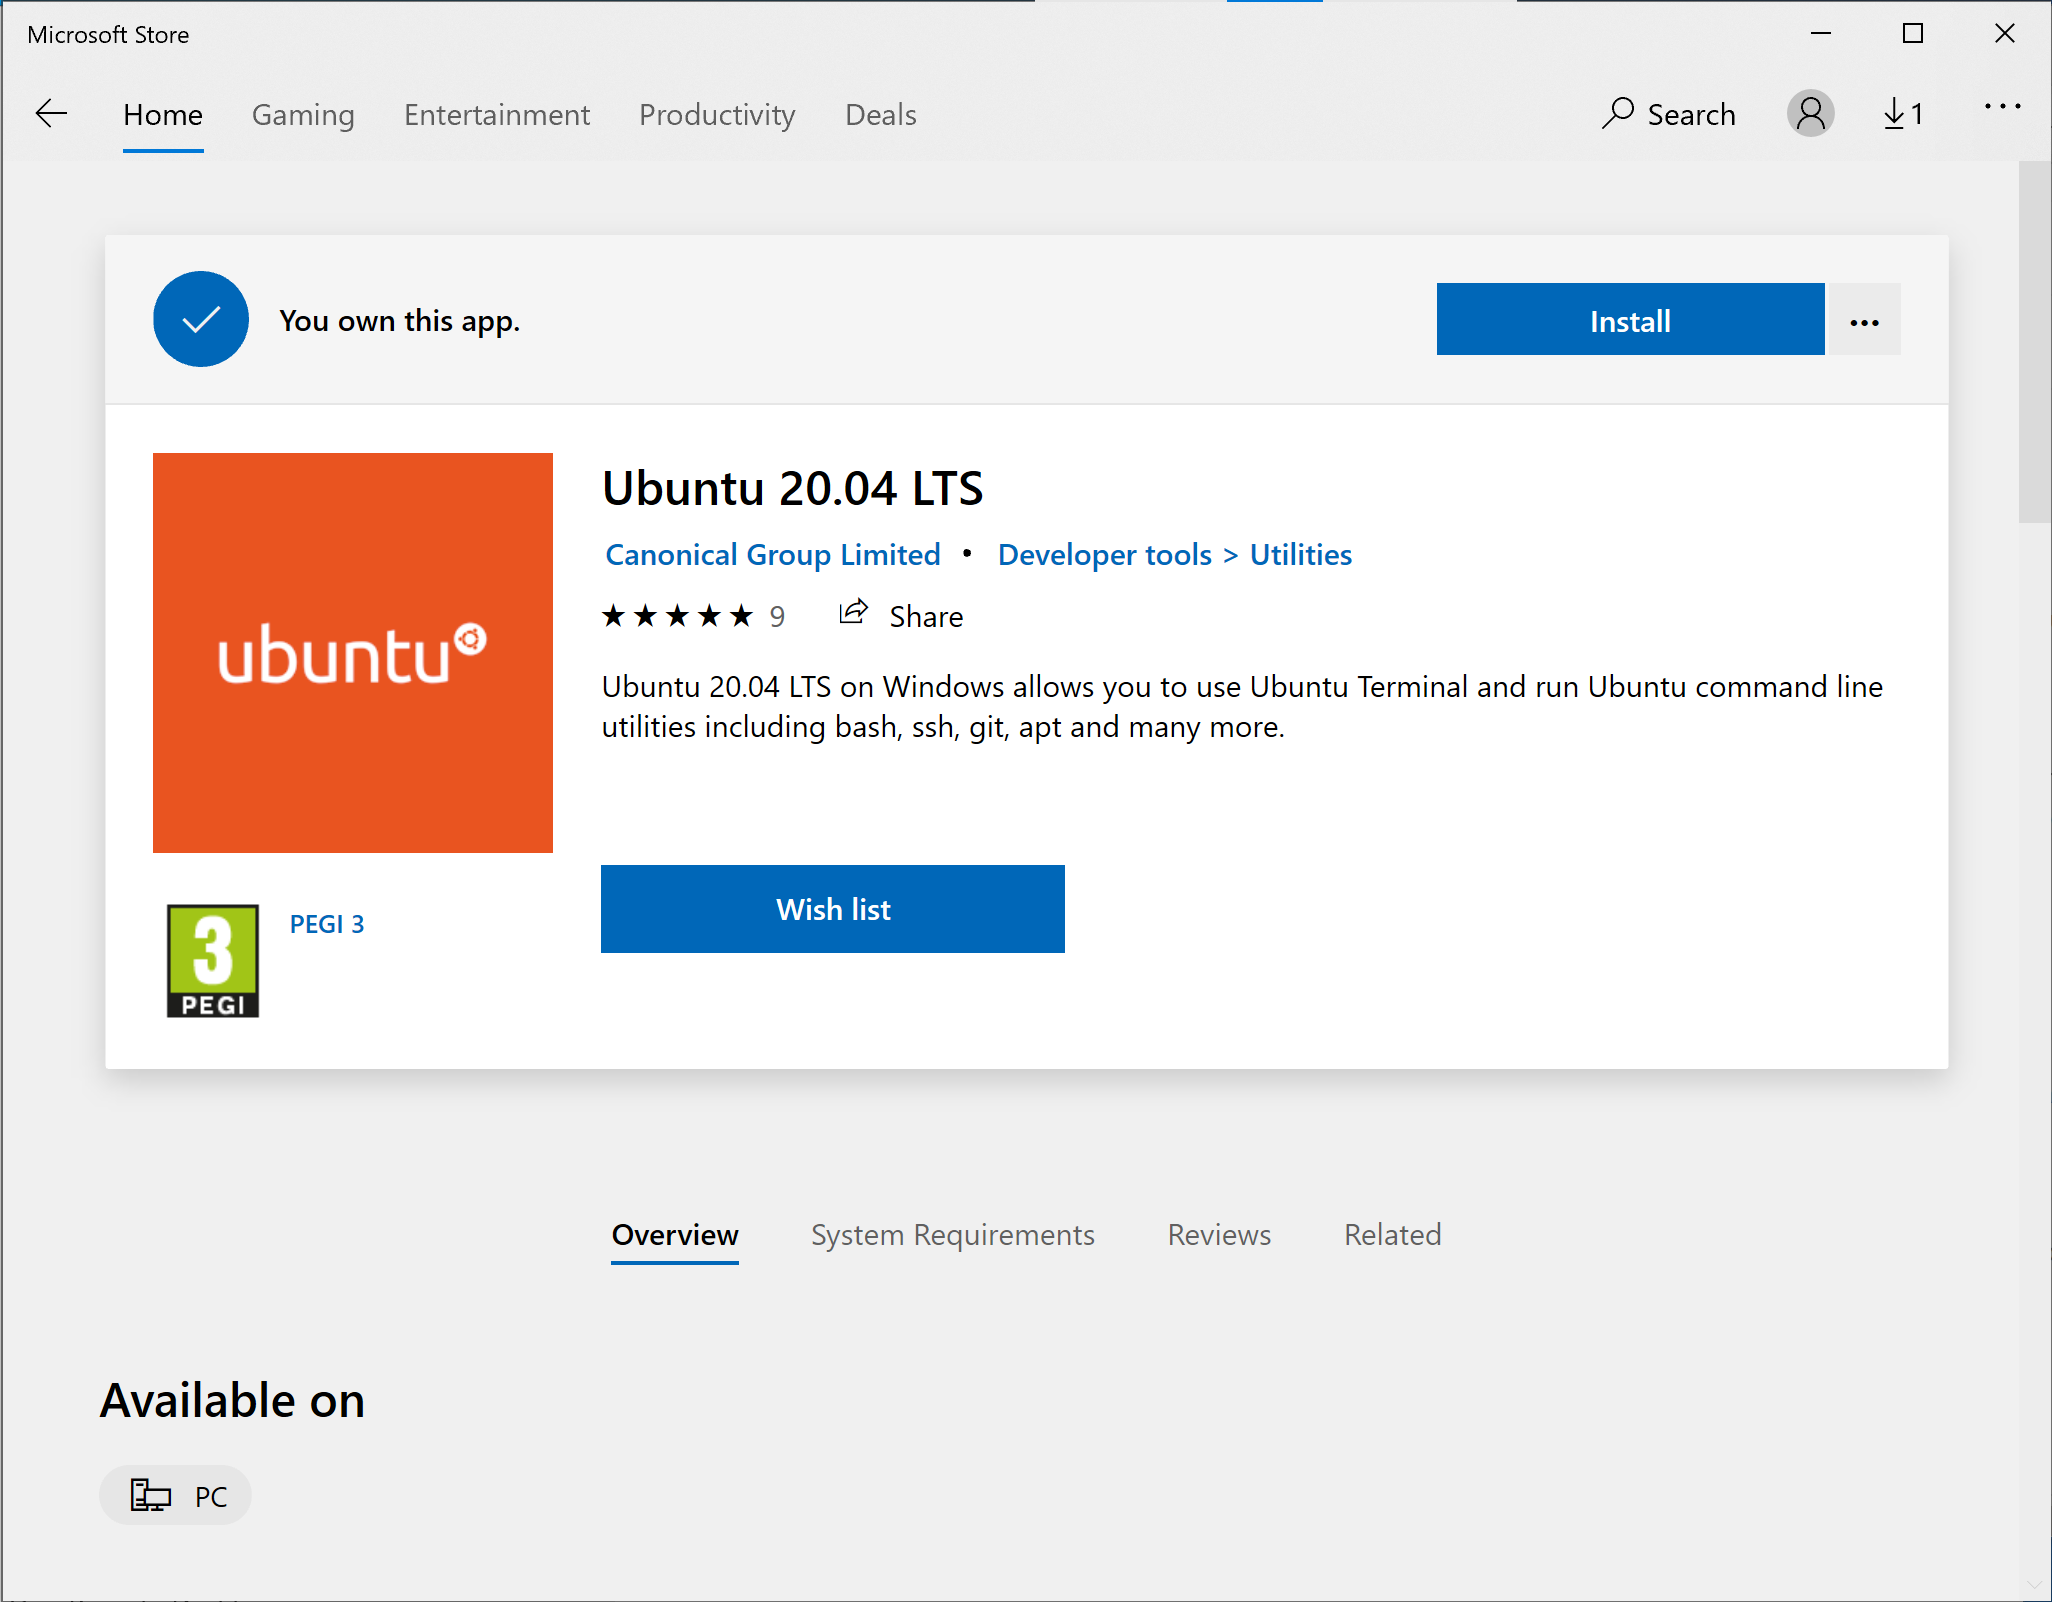 Microsoft Store
Home Gaming Entertainment Productivity Deals Search 1
You own this app. Install
ubuntu
Ubuntu 20.04 LTS
Canonical Group Limited • Developer tools > Utilities
★★★★★ 9 Share
Ubuntu 20.04 LTS on Windows allows you to use Ubuntu Terminal and run Ubuntu command line
utilities including bash, ssh, git, apt and many more.
Wish list
3
PEGI
PEGI 3
Overview System Requirements Reviews Related
Available on
PC